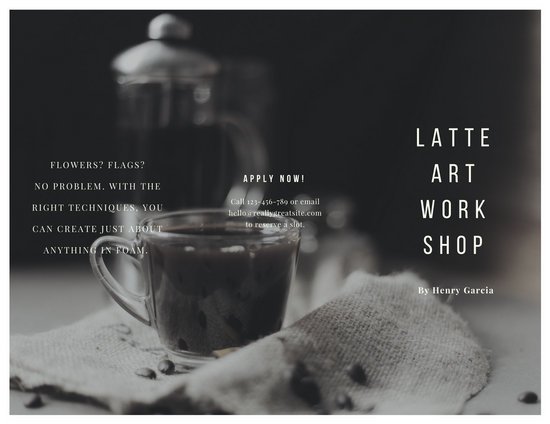 FLOWERS? FLAGS?
NO PROBLEM. WITH THE
RIGHT TECHNIQUES, YOU
CAN CREATE JUST ABOUT
ANYTHING IN FOAM.
APPLY NOW!
Call 123-456-789 or email
hello@reallygreatsite.com
to reserve a slot.
LATTE
ART
WORK
SHOP
By Henry Garcia